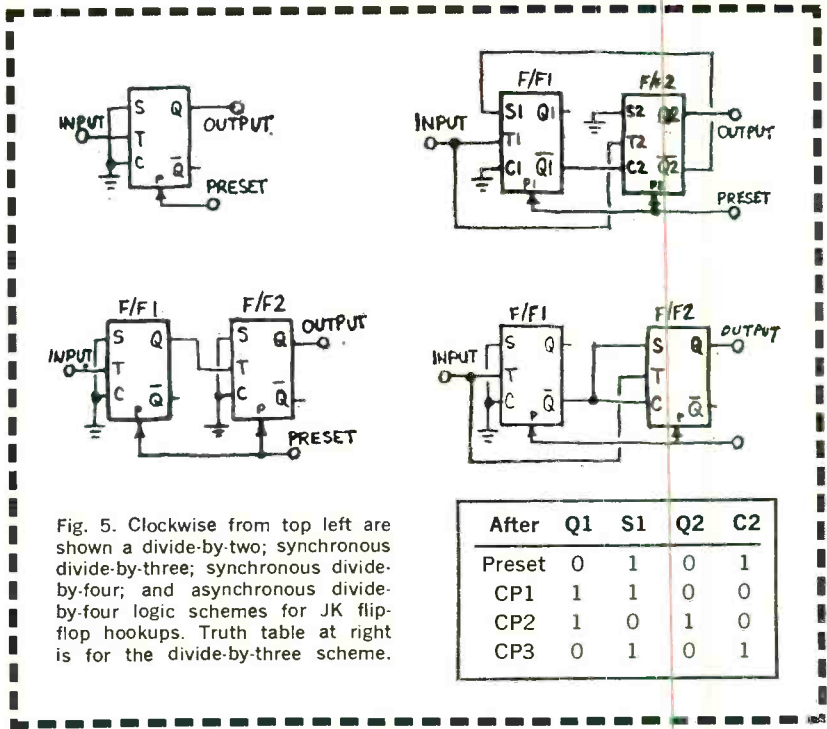 S Q
INPUT T OUTPUT
C Q̅
P
PRESET
F/F1 F/F2
S1 Q1 S2 Q2
INPUT T1 T2 OUTPUT
C1 Q̅1 C2 Q̅2
P1 P2
PRESET
F/F1 F/F2
S Q S Q OUTPUT
INPUT T T
C Q̅ C Q̅
P P
PRESET
F/F1 F/F2
S Q S Q OUTPUT
INPUT T T
C Q̅ C Q̅
P P
Fig. 5. Clockwise from top left are
shown a divide-by-two; synchronous
divide-by-three; synchronous divide-
by-four; and asynchronous divide-
by-four logic schemes for JK flip-
flop hookups. Truth table at right
is for the divide-by-three scheme.
After Q1 S1 Q2 C2
Preset 0 1 0 1
CP1 1 1 0 0
CP2 1 0 1 0
CP3 0 1 0 1